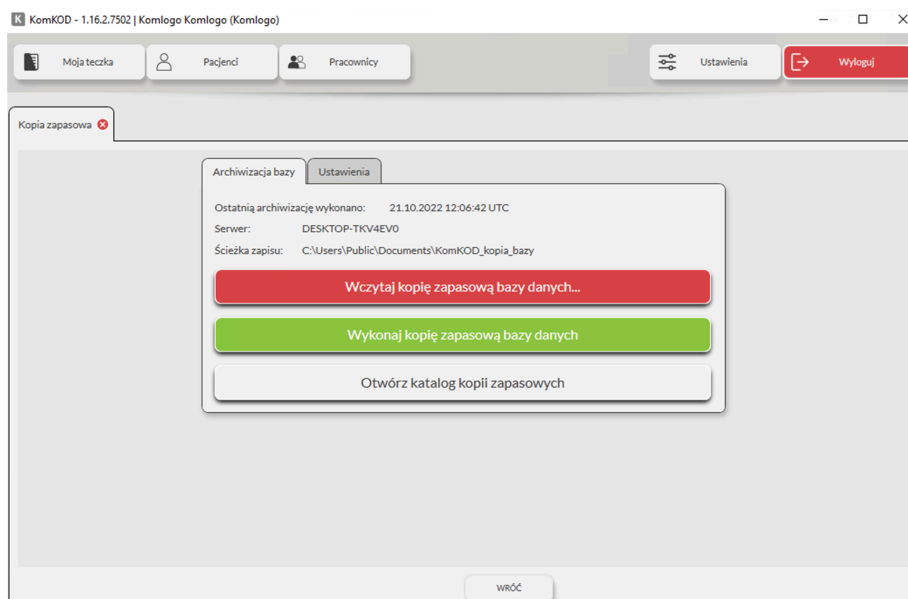 KomKOD - 1.16.2.7502 | Komlogo Komlogo (Komlogo)
Moja teczka
Pacjenci
Pracownicy
Ustawienia
Wyloguj
Kopia zapasowa
Archiwizacja bazy
Ustawienia
Ostatnią archiwizację wykonano: 21.10.2022 12:06:42 UTC
Serwer: DESKTOP-TKV4EV0
Ścieżka zapisu: C:\Users\Public\Documents\KomKOD_kopia_bazy
Wczytaj kopię zapasową bazy danych...
Wykonaj kopię zapasową bazy danych
Otwórz katalog kopii zapasowych
WRÓĆ